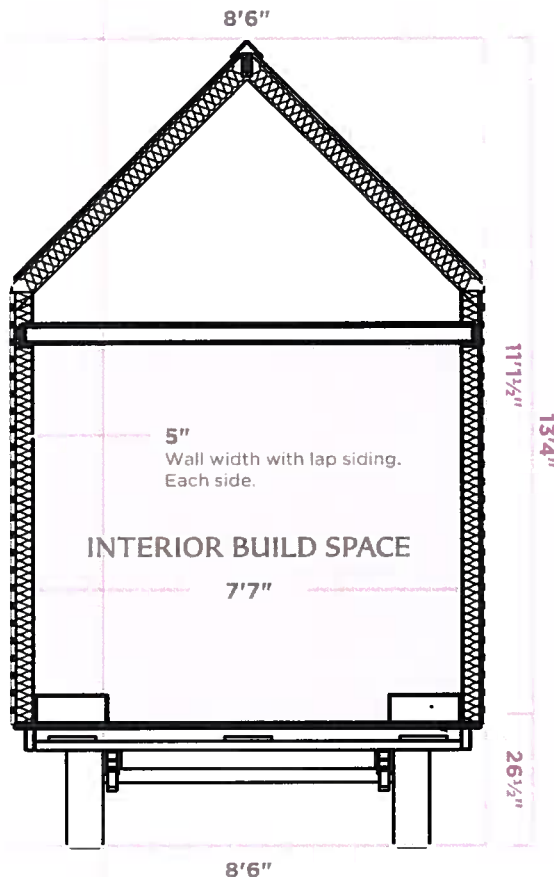 8'6"
11'1½"
13'4"
5"
Wall width with lap siding.
Each side.
INTERIOR BUILD SPACE
7'7"
26½"
8'6"